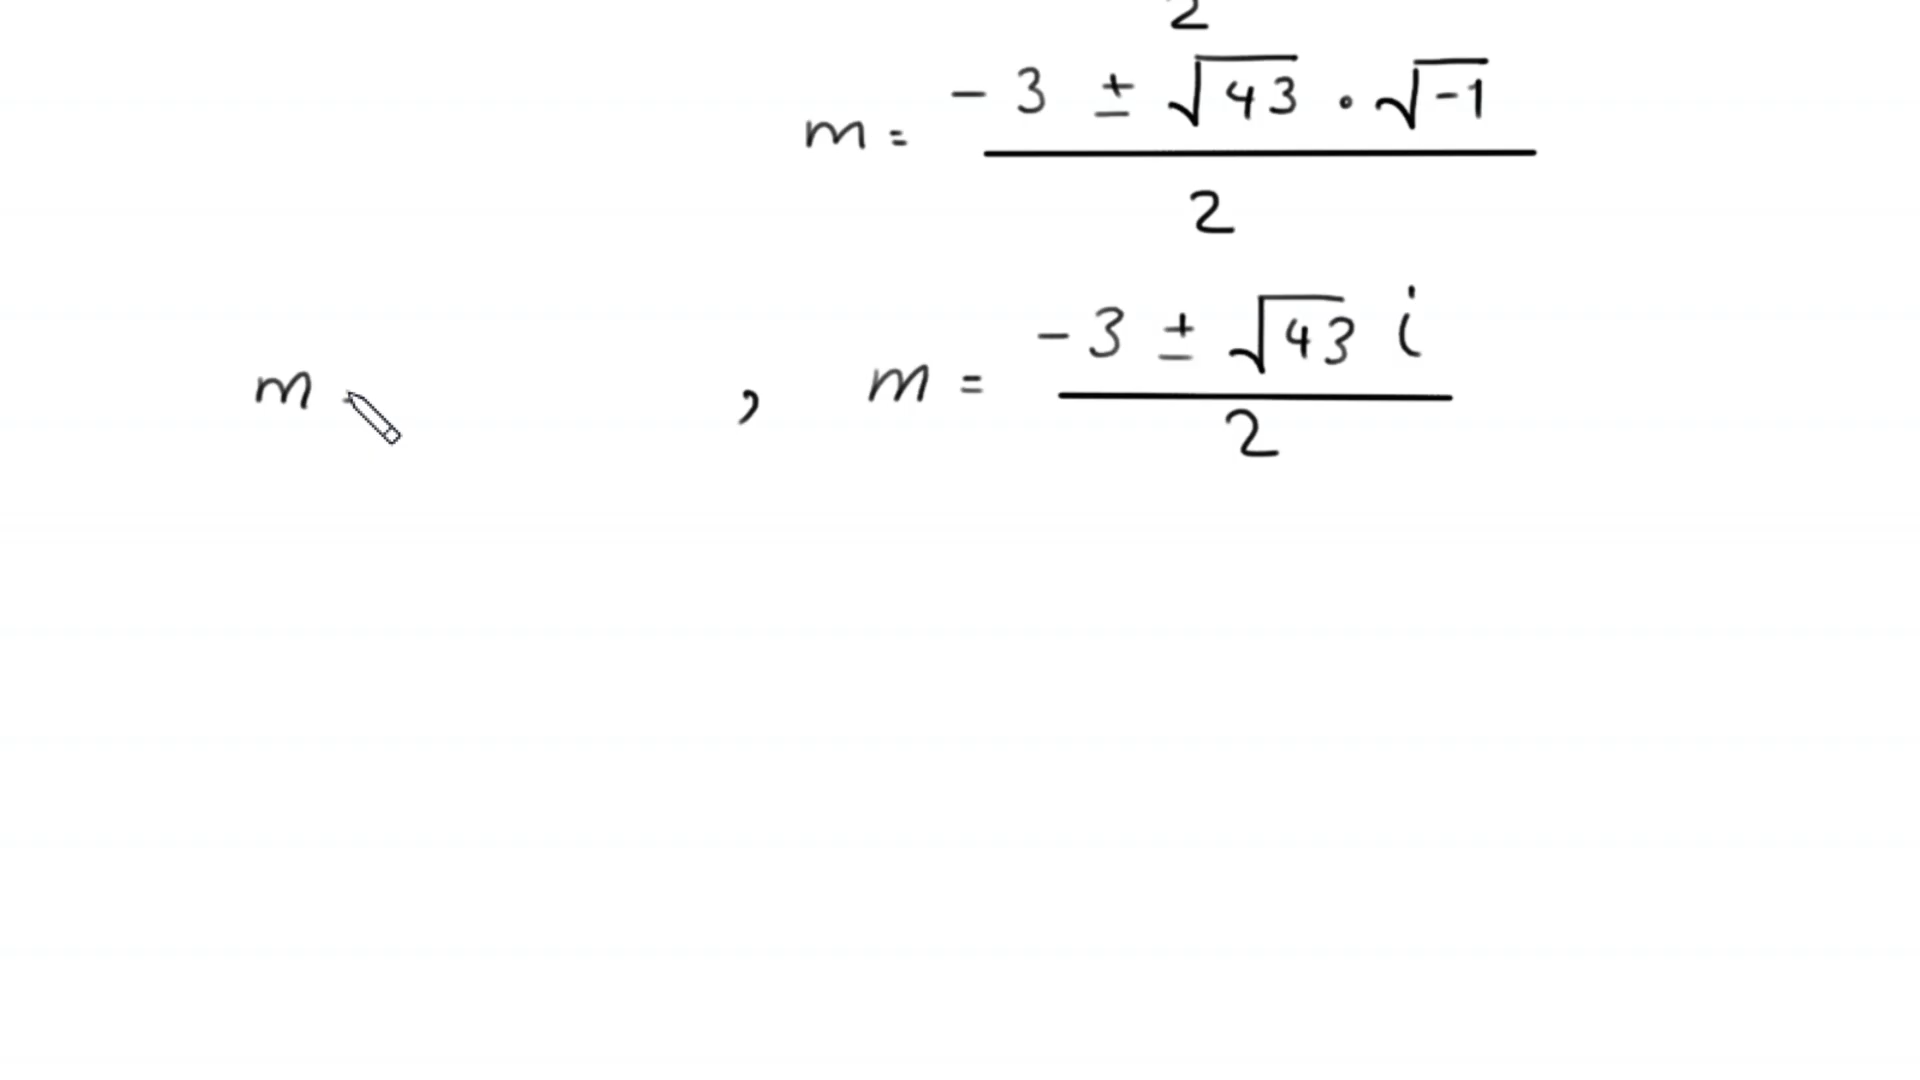 2
m = (- 3 ± √43 · √-1) / 2
m - , m = (- 3 ± √43 i) / 2